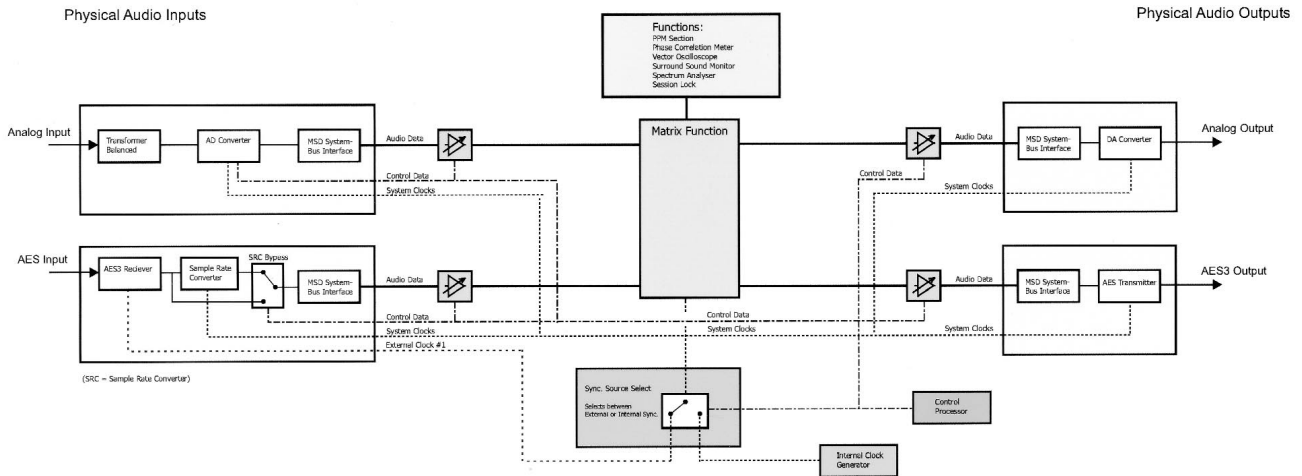 Physical Audio Inputs
Physical Audio Outputs
Functions:
PPM Section
Phase Correlation Meter
Vector Oscilloscope
Surround Sound Monitor
Spectrum Analyser
Session Lock
Analog Input
Transformer
Balanced
AD Converter
MSD System-
Bus Interface
Audio Data
Control Data
System Clocks
Matrix Function
Audio Data
Control Data
System Clocks
MSD System-
Bus Interface
DA Converter
Analog Output
AES Input
AES3 Reciever
Sample Rate
Converter
SRC Bypass
MSD System-
Bus Interface
Audio Data
Control Data
System Clocks
External Clock #1
Control Data
System Clocks
Audio Data
System Clocks
MSD System-
Bus Interface
AES Transmitter
AES3 Output
(SRC = Sample Rate Converter)
Sync. Source Select
Selects between
External or Internal Sync.
Control
Processor
Internal Clock
Generator